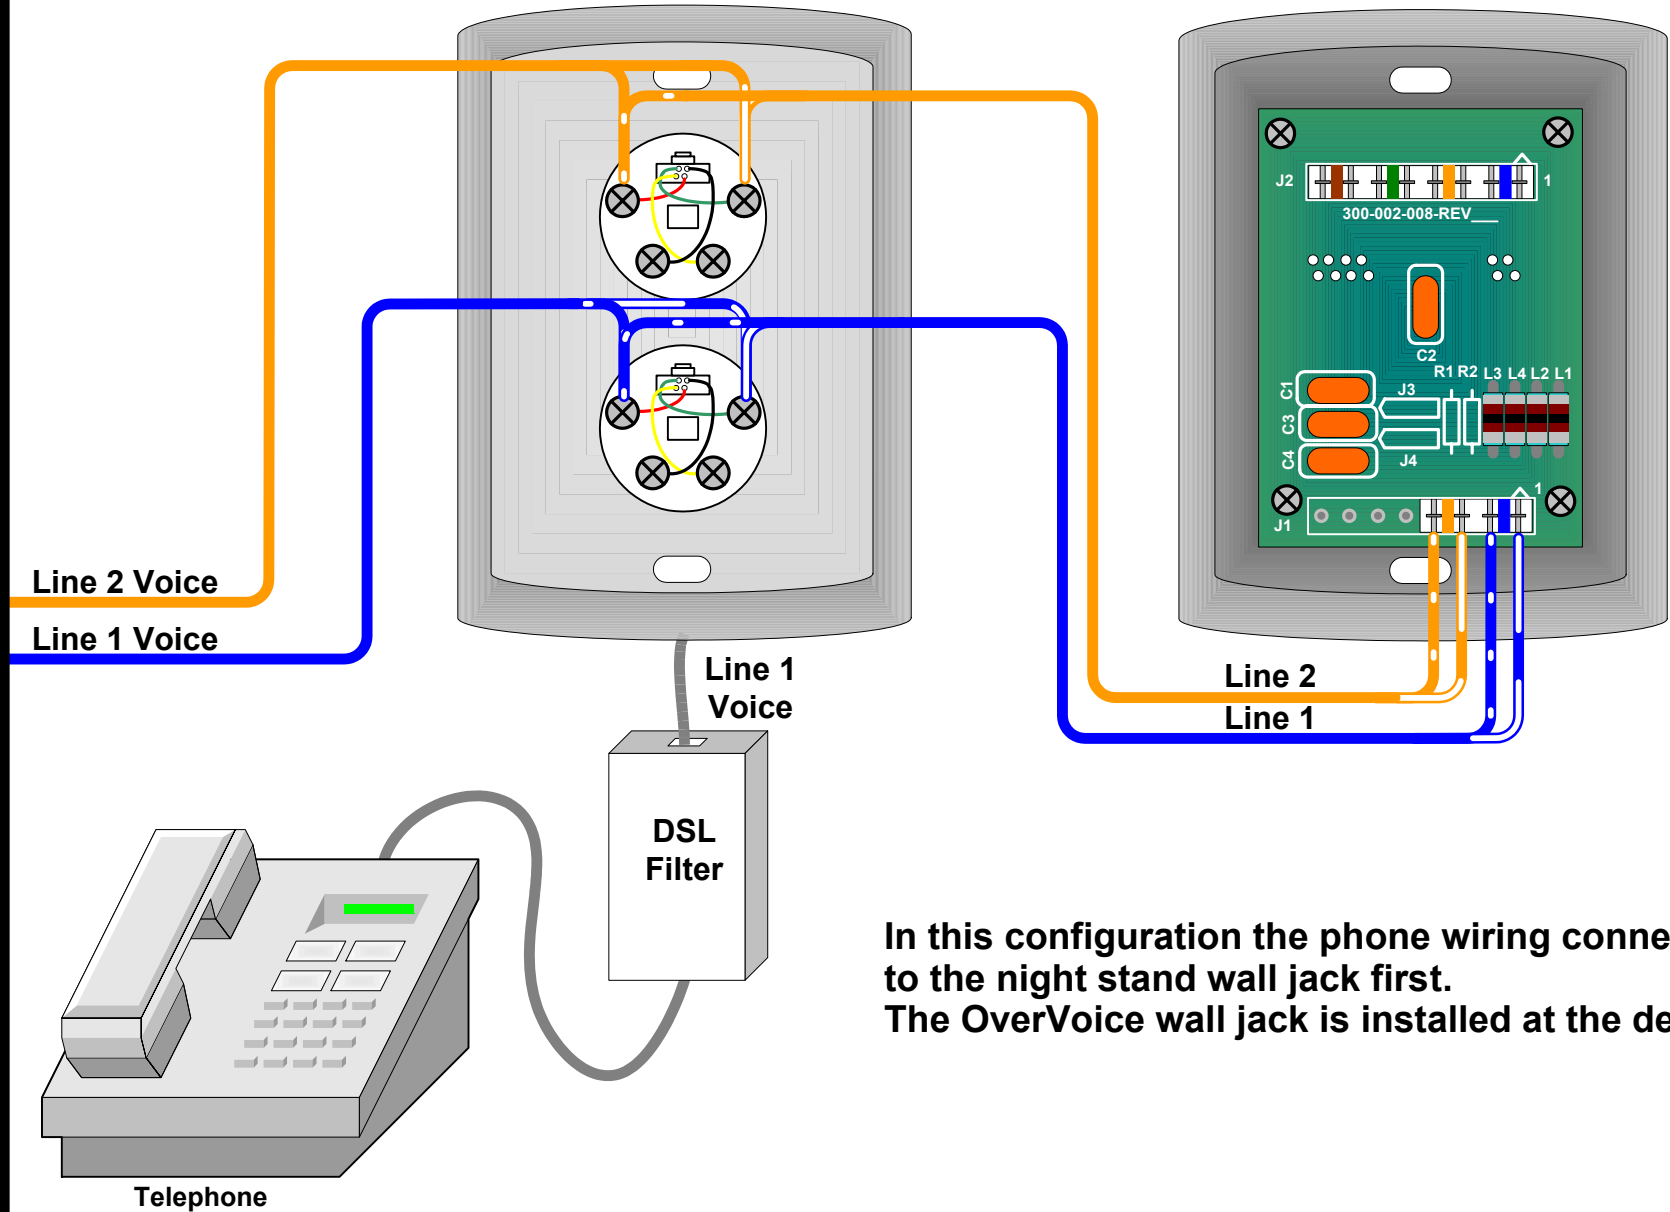 J2
1
300-002-008-REV___
C2
R1 R2 L3 L4 L2 L1
C1
J3
C3
C4
J4
J1
1
Line 2 Voice
Line 1 Voice
Line 1
Voice
Line 2
Line 1
DSL
Filter
In this configuration the phone wiring conne
to the night stand wall jack first.
The OverVoice wall jack is installed at the de
Telephone